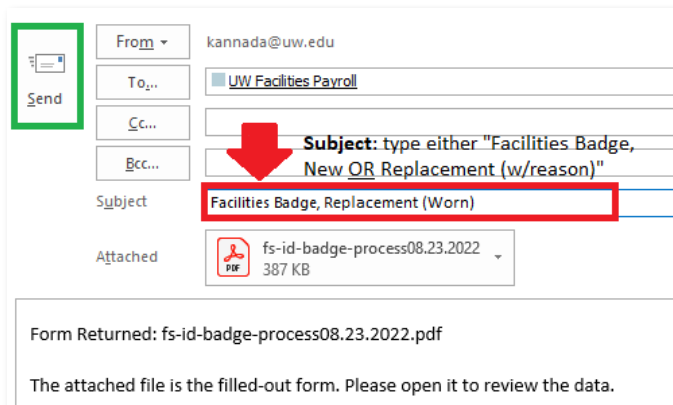 From ▾ kannada@uw.edu
Send
To... UW Facilities Payroll
Cc...
Subject: type either "Facilities Badge,
Bcc...
New OR Replacement (w/reason)"
Subject Facilities Badge, Replacement (Worn)
Attached
PDF
fs-id-badge-process08.23.2022
387 KB
Form Returned: fs-id-badge-process08.23.2022.pdf
The attached file is the filled-out form. Please open it to review the data.